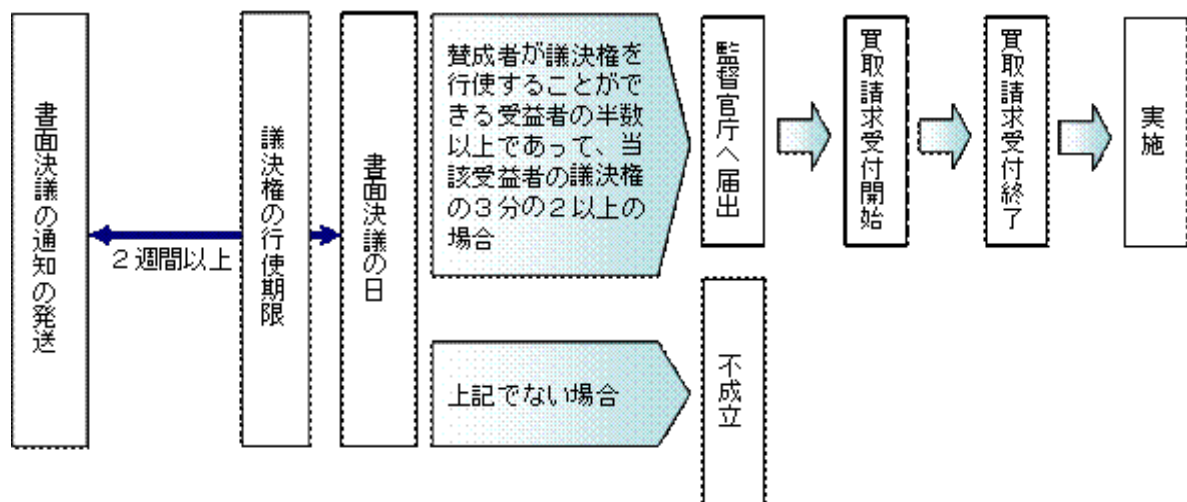 書面決議の通知の発送
2週間以上
議決権の行使期限
書面決議の日
賛成者が議決権を
行使することがで
きる受益者の半数
以上であって、当
該受益者の議決権
の3分の2以上の
場合
監督官庁へ届出
買取請求受付開始
買取請求受付終了
実施
上記でない場合
不成立